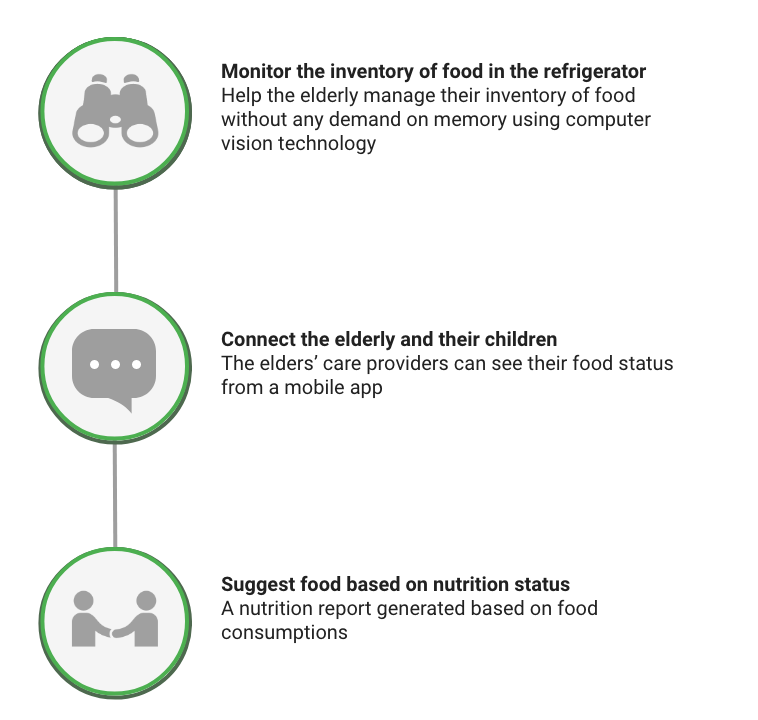 Monitor the inventory of food in the refrigerator
Help the elderly manage their inventory of food
without any demand on memory using computer
vision technology
Connect the elderly and their children
The elders’ care providers can see their food status
from a mobile app
Suggest food based on nutrition status
A nutrition report generated based on food
consumptions